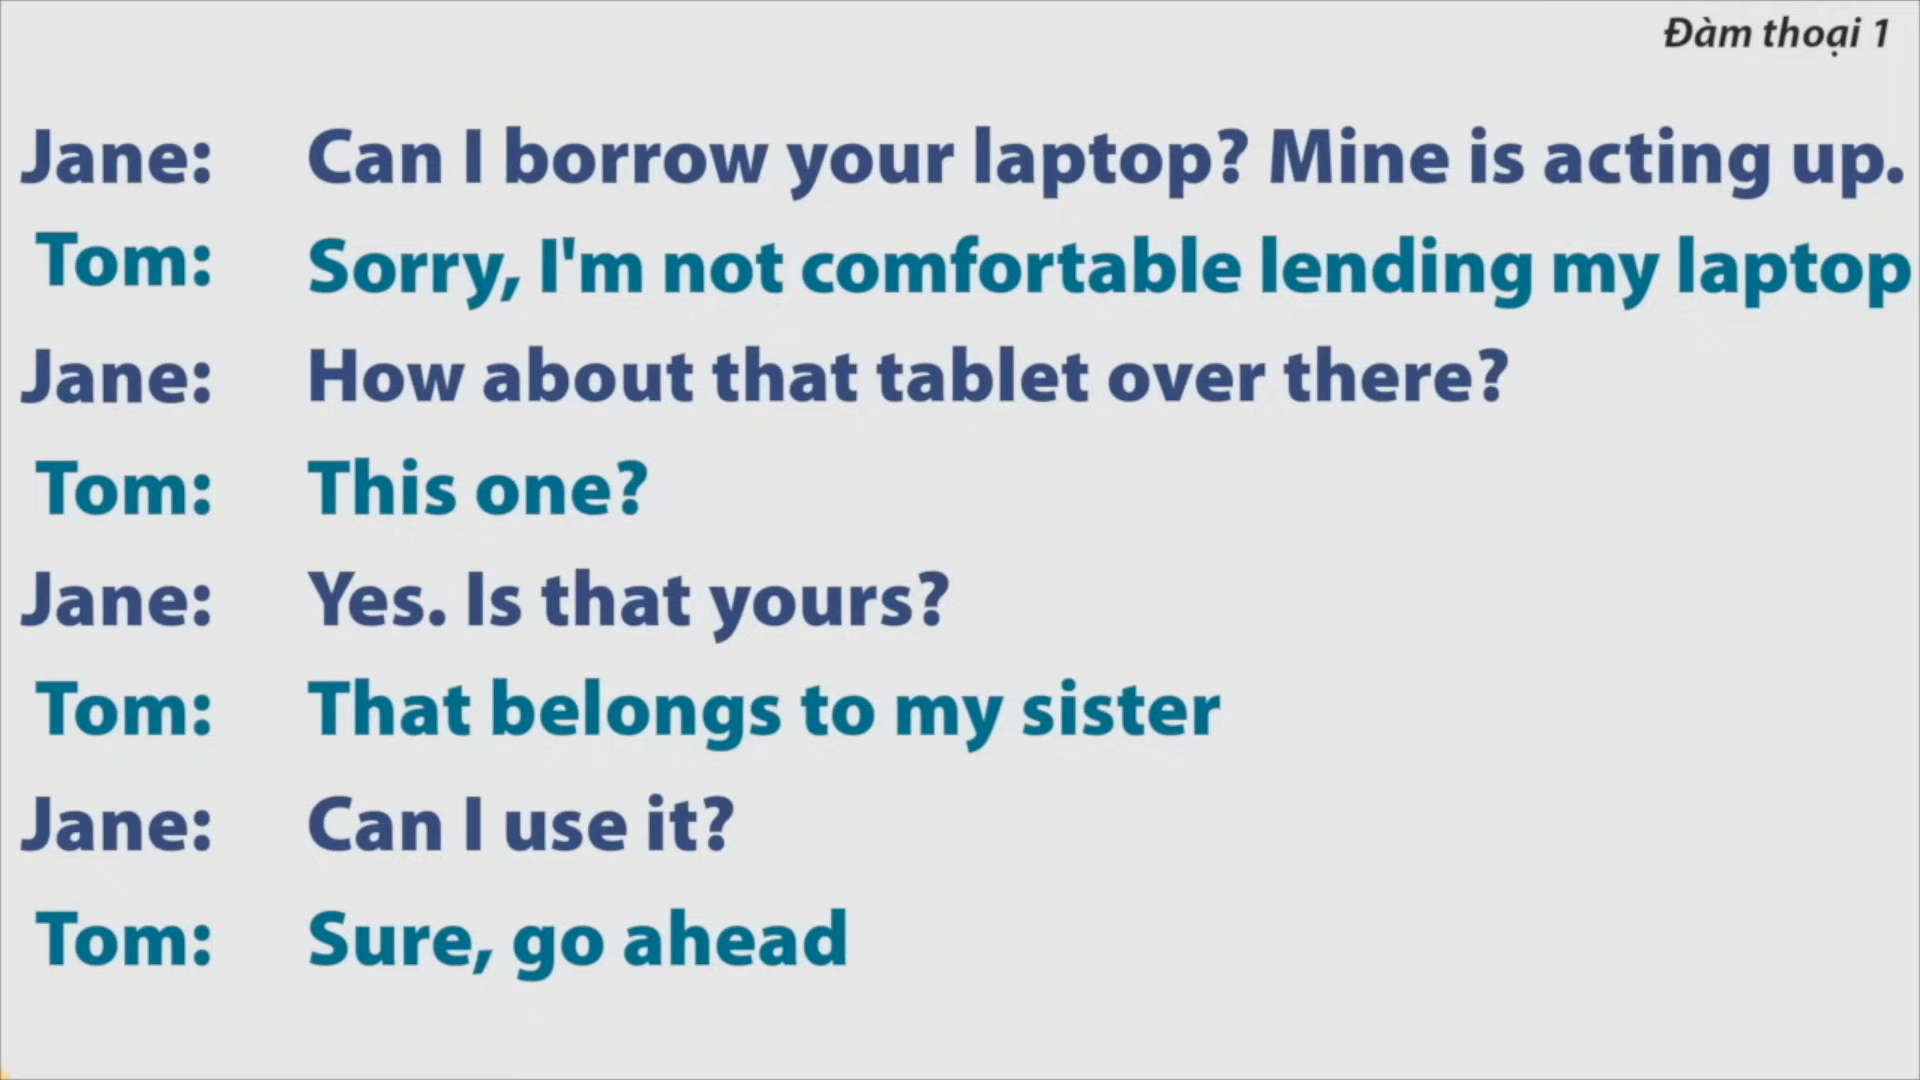 Đàm thoại 1
Jane: Can I borrow your laptop? Mine is acting up.
Tom: Sorry, I'm not comfortable lending my laptop
Jane: How about that tablet over there?
Tom: This one?
Jane: Yes. Is that yours?
Tom: That belongs to my sister
Jane: Can I use it?
Tom: Sure, go ahead